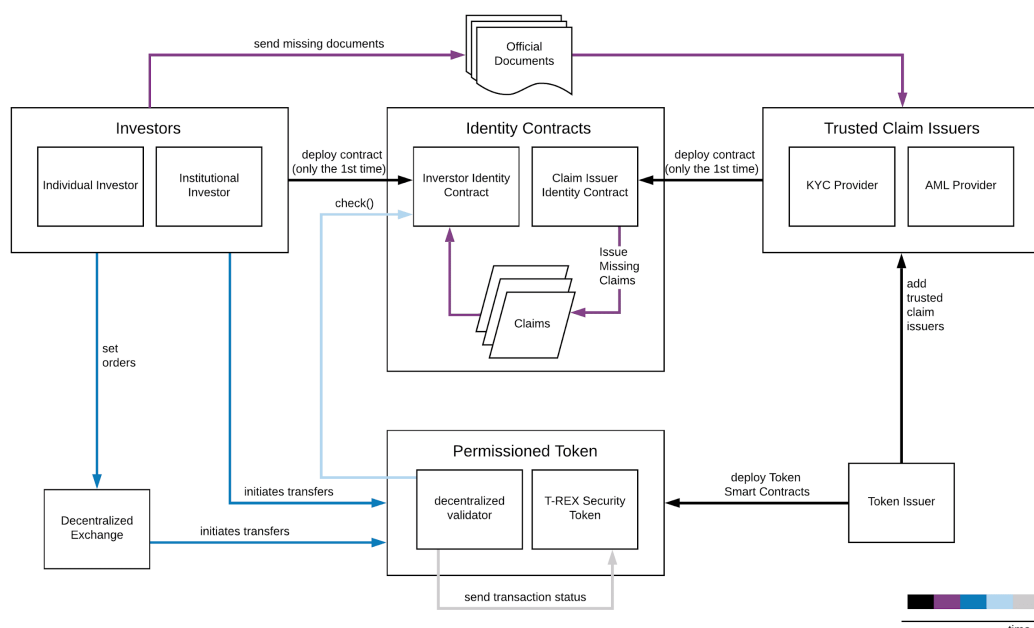 send missing documents
Official
Documents
Investors
Identity Contracts
Trusted Claim Issuers
Individual Investor
Institutional
Investor
deploy contract
(only the 1st time)
Inverstor Identity
Contract
Claim Issuer
Identity Contract
deploy contract
(only the 1st time)
KYC Provider
AML Provider
check()
Issue
Missing
Claims
Claims
add
trusted
claim
issuers
set
orders
Permissioned Token
decentralized
validator
T-REX Security
Token
deploy Token
Smart Contracts
Token Issuer
initiates transfers
Decentralized
Exchange
initiates transfers
send transaction status
time